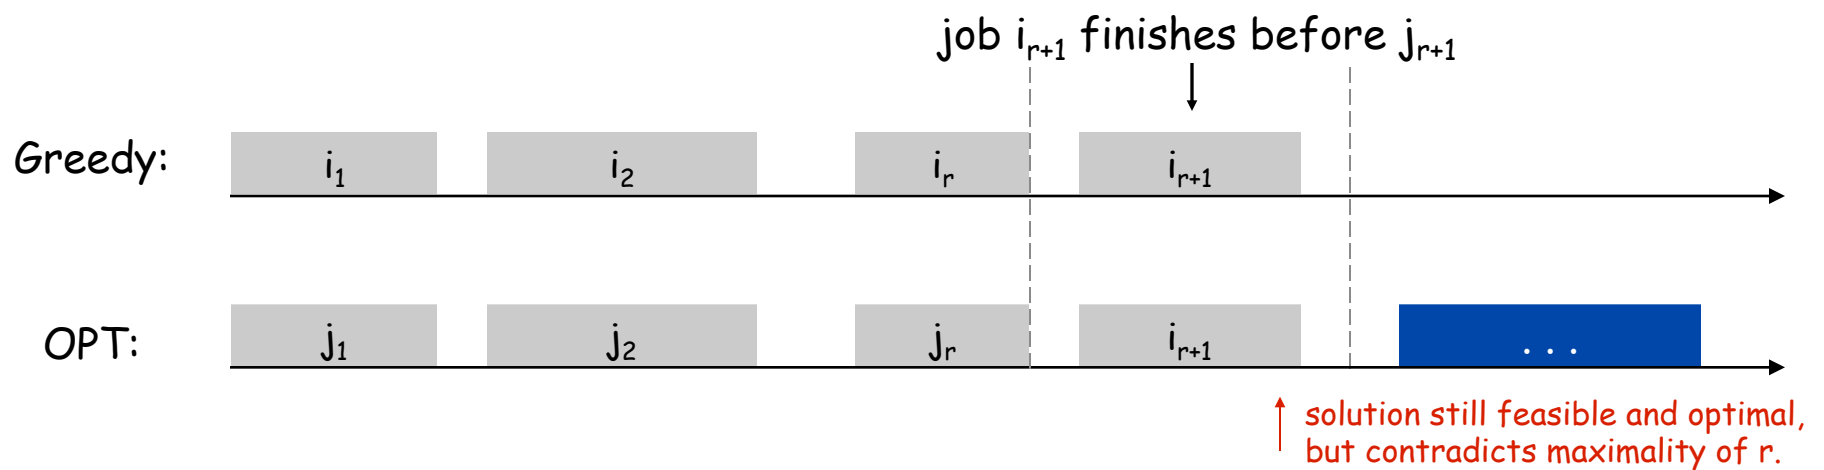 job i_{r+1} finishes before j_{r+1}
Greedy: i_1 i_2 i_r i_{r+1}
OPT: j_1 j_2 j_r i_{r+1} . . .
solution still feasible and optimal,
but contradicts maximality of r.